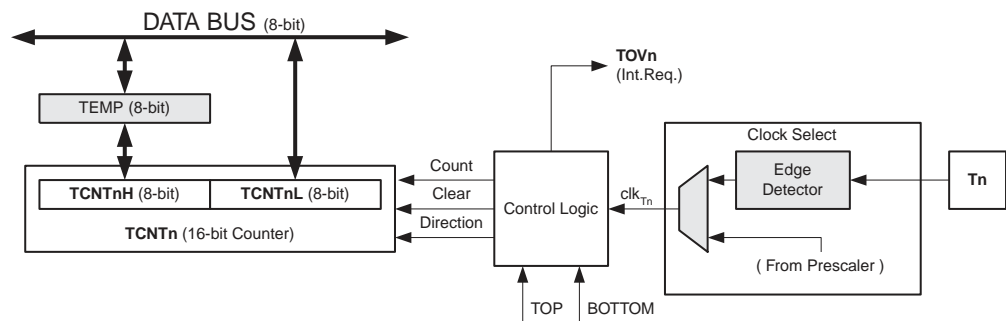 DATA BUS (8-bit)
TOVn
(Int.Req.)
TEMP (8-bit)
Clock Select
Count
Edge
Detector
Tn
TCNTnH (8-bit)
TCNTnL (8-bit)
Clear
Control Logic
clkTn
Direction
TCNTn (16-bit Counter)
( From Prescaler )
TOP
BOTTOM